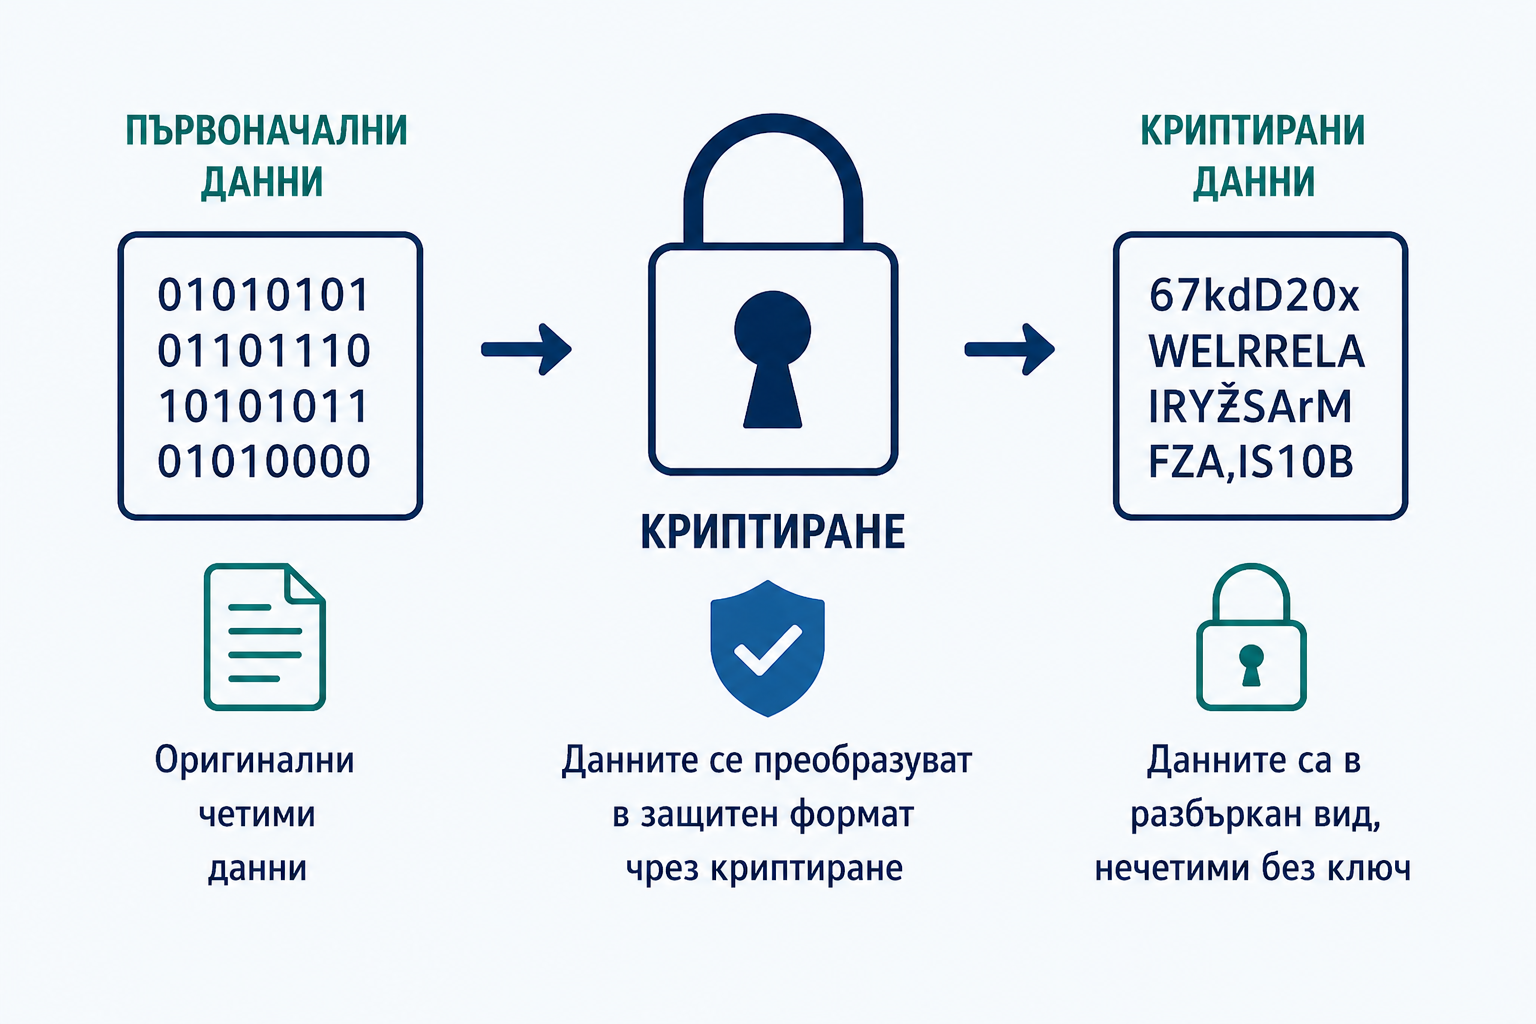 ПЪРВОНАЧАЛНИ
ДАННИ
01010101
01101110
10101011
01010000
Оригинални
четими
данни
КРИПТИРАНЕ
Данните се преобразуват
в защитен формат
чрез криптиране
КРИПТИРАНИ
ДАННИ
67kdD20x
WELRRELA
IRYŽSArM
FZA,IS10B
Данните са в
разбъркан вид,
нечетими без ключ